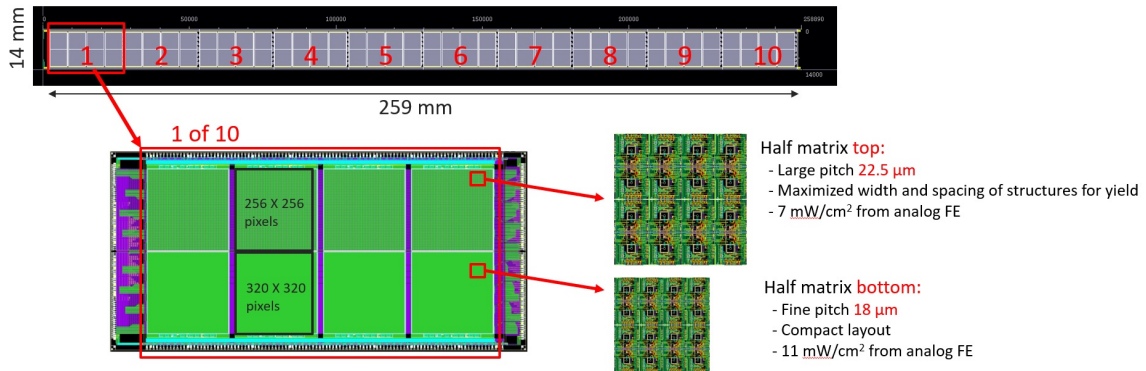 0
50000
100000
150000
200000
258890
0
14000
14 mm
1 2 3 4 5 6 7 8 9 10
259 mm
1 of 10
256 X 256
pixels
320 X 320
pixels
Half matrix top:
- Large pitch 22.5 µm
- Maximized width and spacing of structures for yield
- 7 mW/cm² from analog FE
Half matrix bottom:
- Fine pitch 18 µm
- Compact layout
- 11 mW/cm² from analog FE